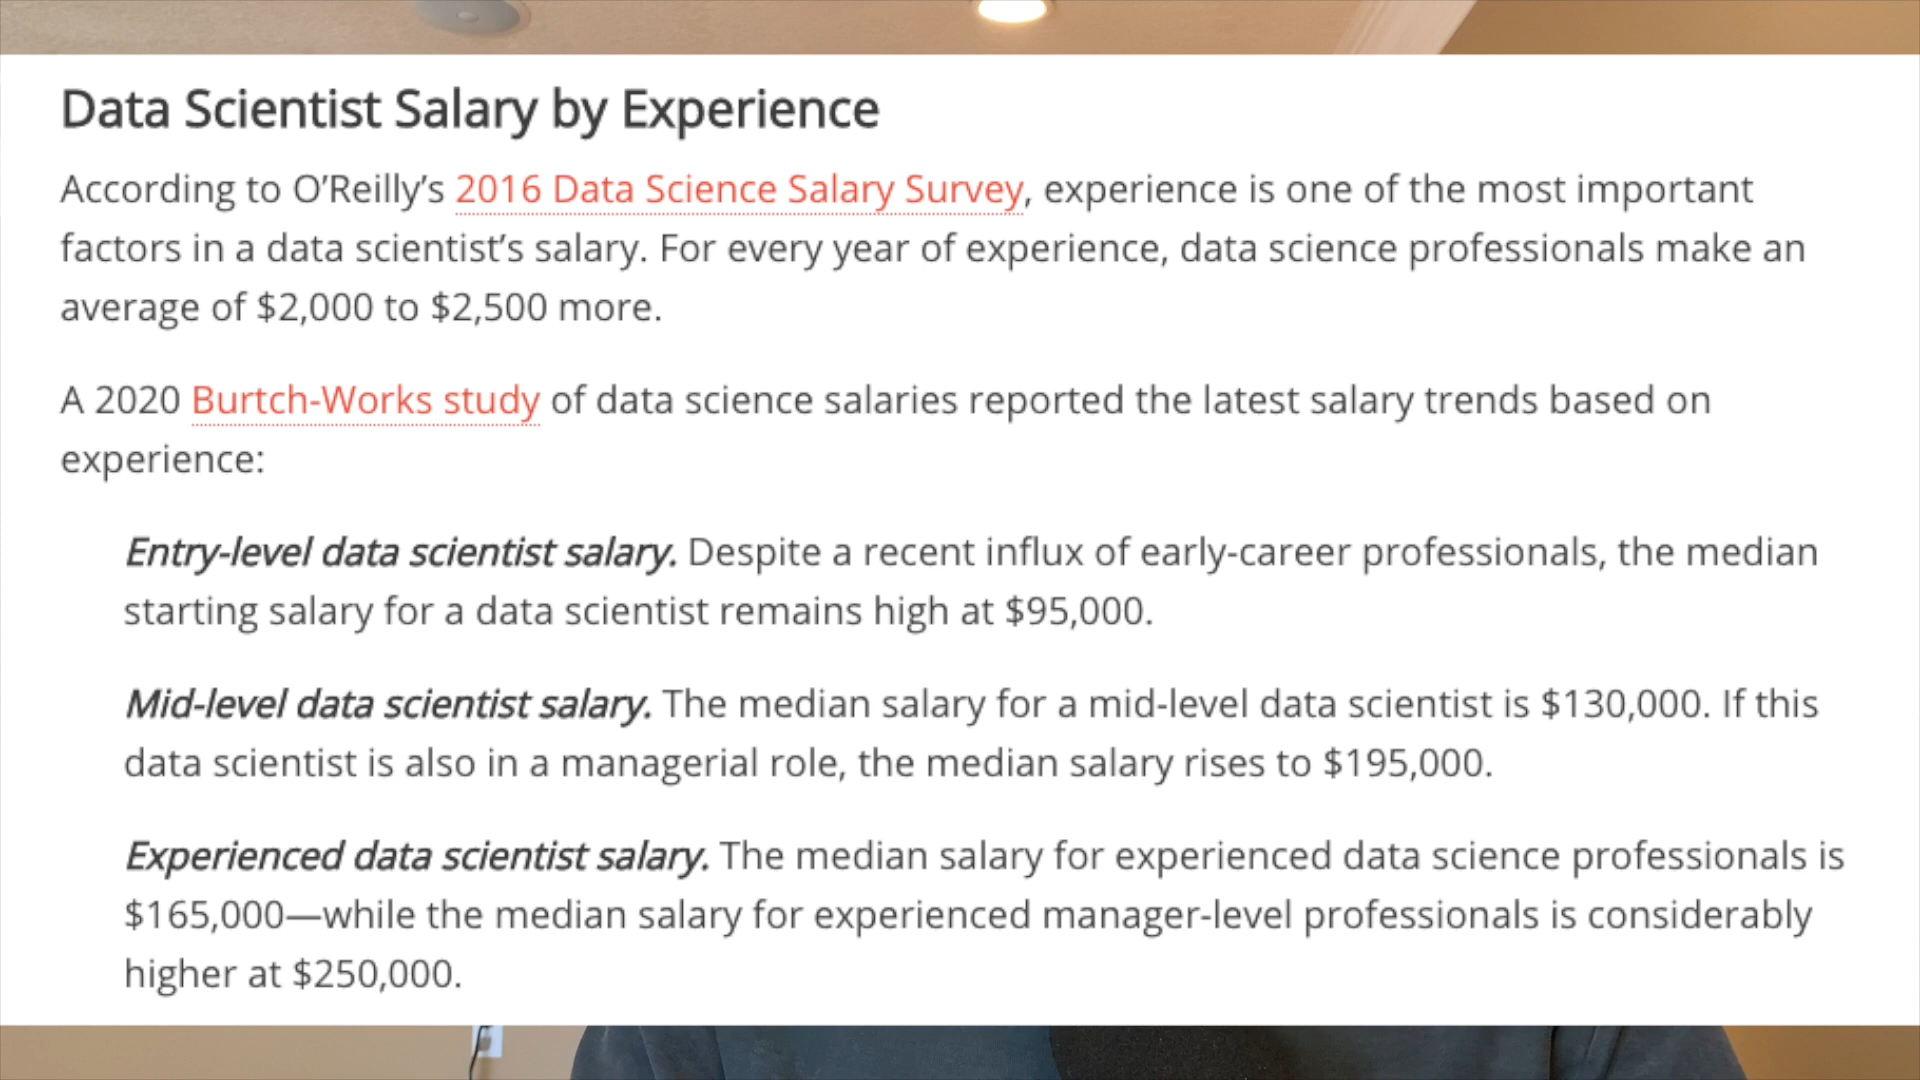 Data Scientist Salary by Experience
According to O’Reilly’s 2016 Data Science Salary Survey, experience is one of the most important
factors in a data scientist’s salary. For every year of experience, data science professionals make an
average of $2,000 to $2,500 more.
A 2020 Burtch-Works study of data science salaries reported the latest salary trends based on
experience:
Entry-level data scientist salary. Despite a recent influx of early-career professionals, the median
starting salary for a data scientist remains high at $95,000.
Mid-level data scientist salary. The median salary for a mid-level data scientist is $130,000. If this
data scientist is also in a managerial role, the median salary rises to $195,000.
Experienced data scientist salary. The median salary for experienced data science professionals is
$165,000—while the median salary for experienced manager-level professionals is considerably
higher at $250,000.